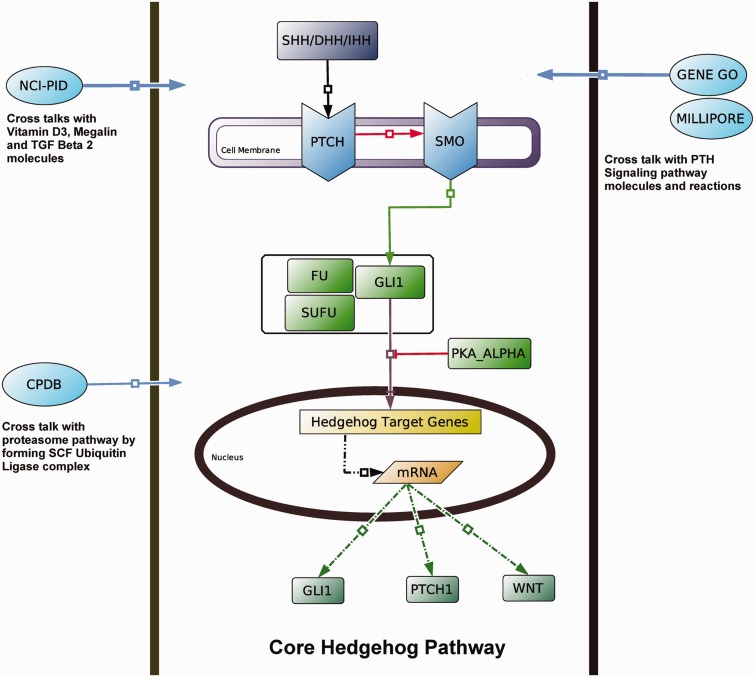 SHH/DHH/IHH
NCI-PID
GENE GO
MILLIPORE
Cross talks with
Vitamin D3, Megalin
and TGF Beta 2
molecules
PTCH
SMO
Cell Membrane
Cross talk with PTH
Signaling pathway
molecules and reactions
FU
GLI1
SUFU
PKA_ALPHA
CPDB
Cross talk with
proteasome pathway by
forming SCF Ubiquitin
Ligase complex
Hedgehog Target Genes
Nucleus
mRNA
GLI1
PTCH1
WNT
Core Hedgehog Pathway